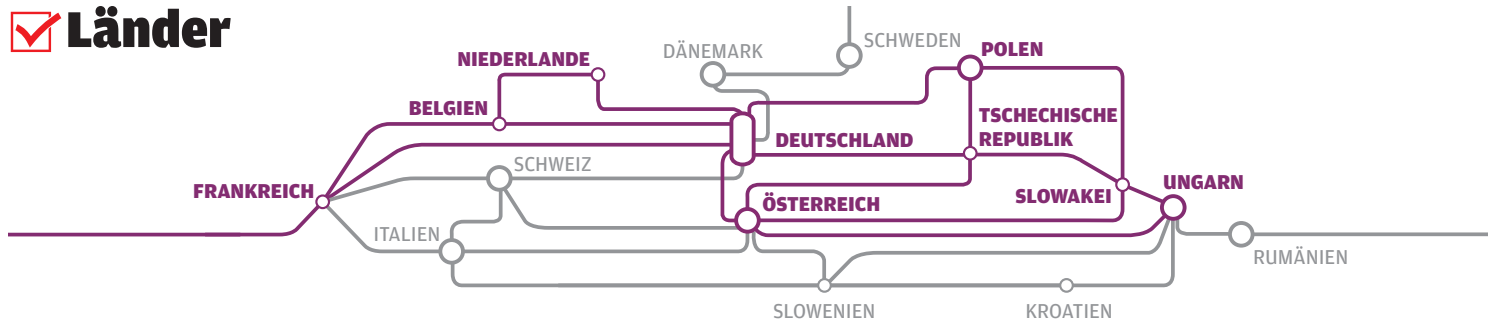 Länder
SCHWEDEN
DÄNEMARK
POLEN
NIEDERLANDE
BELGIEN
TSCHECHISCHE
REPUBLIK
DEUTSCHLAND
SCHWEIZ
FRANKREICH
UNGARN
SLOWAKEI
ÖSTERREICH
ITALIEN
RUMÄNIEN
SLOWENIEN
KROATIEN